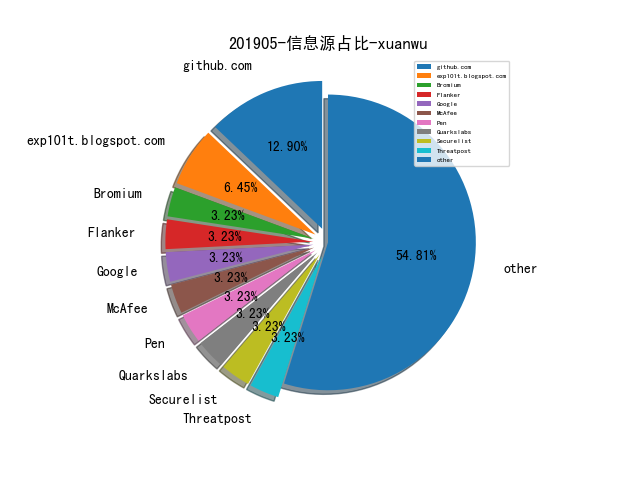 201905-信息源占比-xuanwu
github.com
exp101t.blogspot.com
Bromium
Flanker
Google
McAfee
Pen
Quarkslabs
Securelist
Threatpost
other
12.90%
6.45%
3.23%
3.23%
3.23%
3.23%
3.23%
3.23%
3.23%
3.23%
54.81%
github.com
exp101t.blogspot.com
Bromium
Flanker
Google
McAfee
Pen
Quarkslabs
Securelist
Threatpost
other